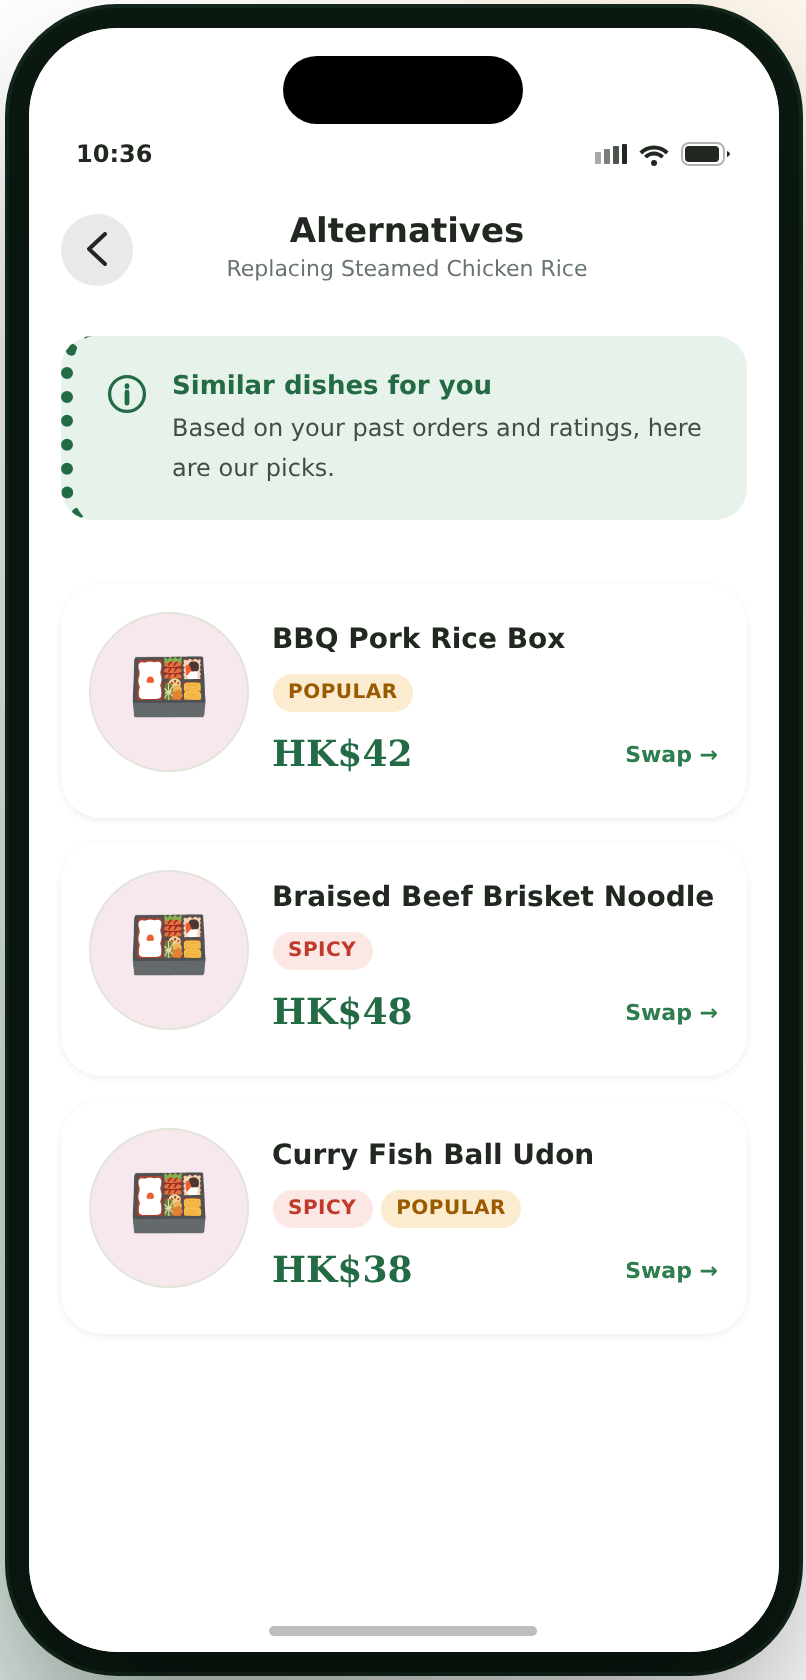 10:36
Alternatives
Replacing Steamed Chicken Rice
Similar dishes for you
Based on your past orders and ratings, here
are our picks.
BBQ Pork Rice Box
POPULAR
HK$42
Swap →
Braised Beef Brisket Noodle
SPICY
HK$48
Swap →
Curry Fish Ball Udon
SPICY POPULAR
HK$38
Swap →